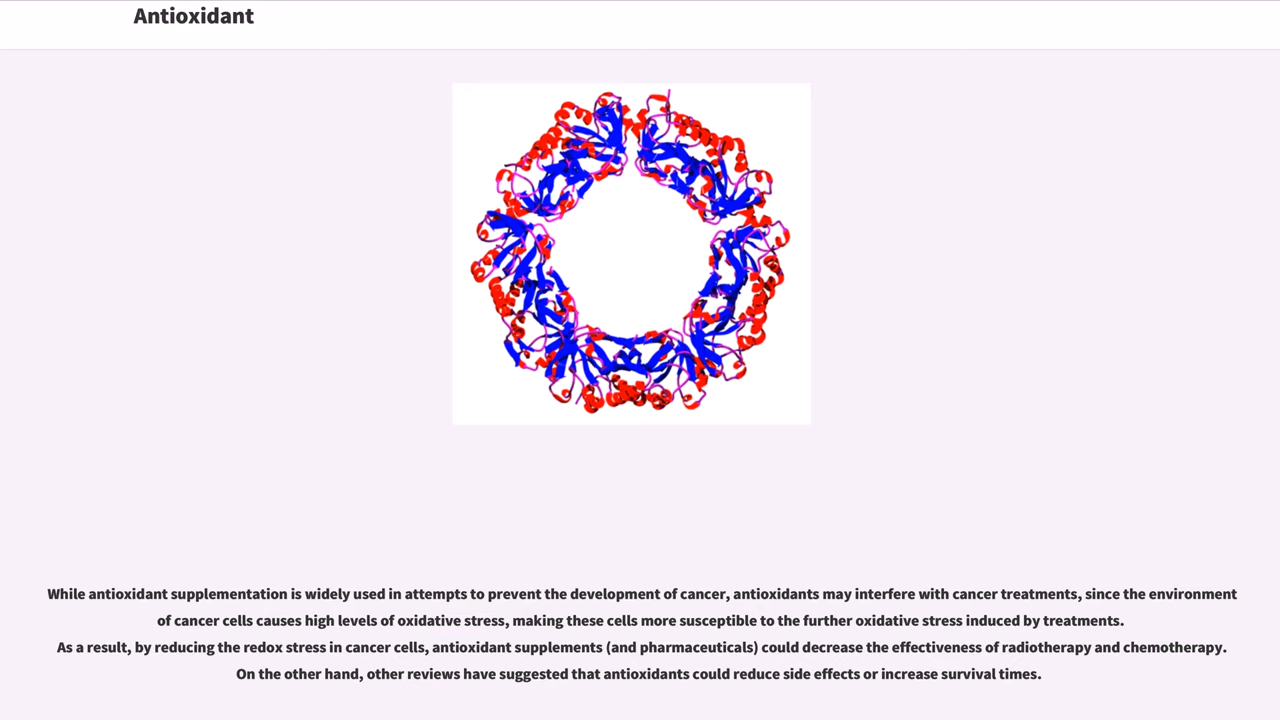 Antioxidant
While antioxidant supplementation is widely used in attempts to prevent the development of cancer, antioxidants may interfere with cancer treatments, since the environment
of cancer cells causes high levels of oxidative stress, making these cells more susceptible to the further oxidative stress induced by treatments.
As a result, by reducing the redox stress in cancer cells, antioxidant supplements (and pharmaceuticals) could decrease the effectiveness of radiotherapy and chemotherapy.
On the other hand, other reviews have suggested that antioxidants could reduce side effects or increase survival times.